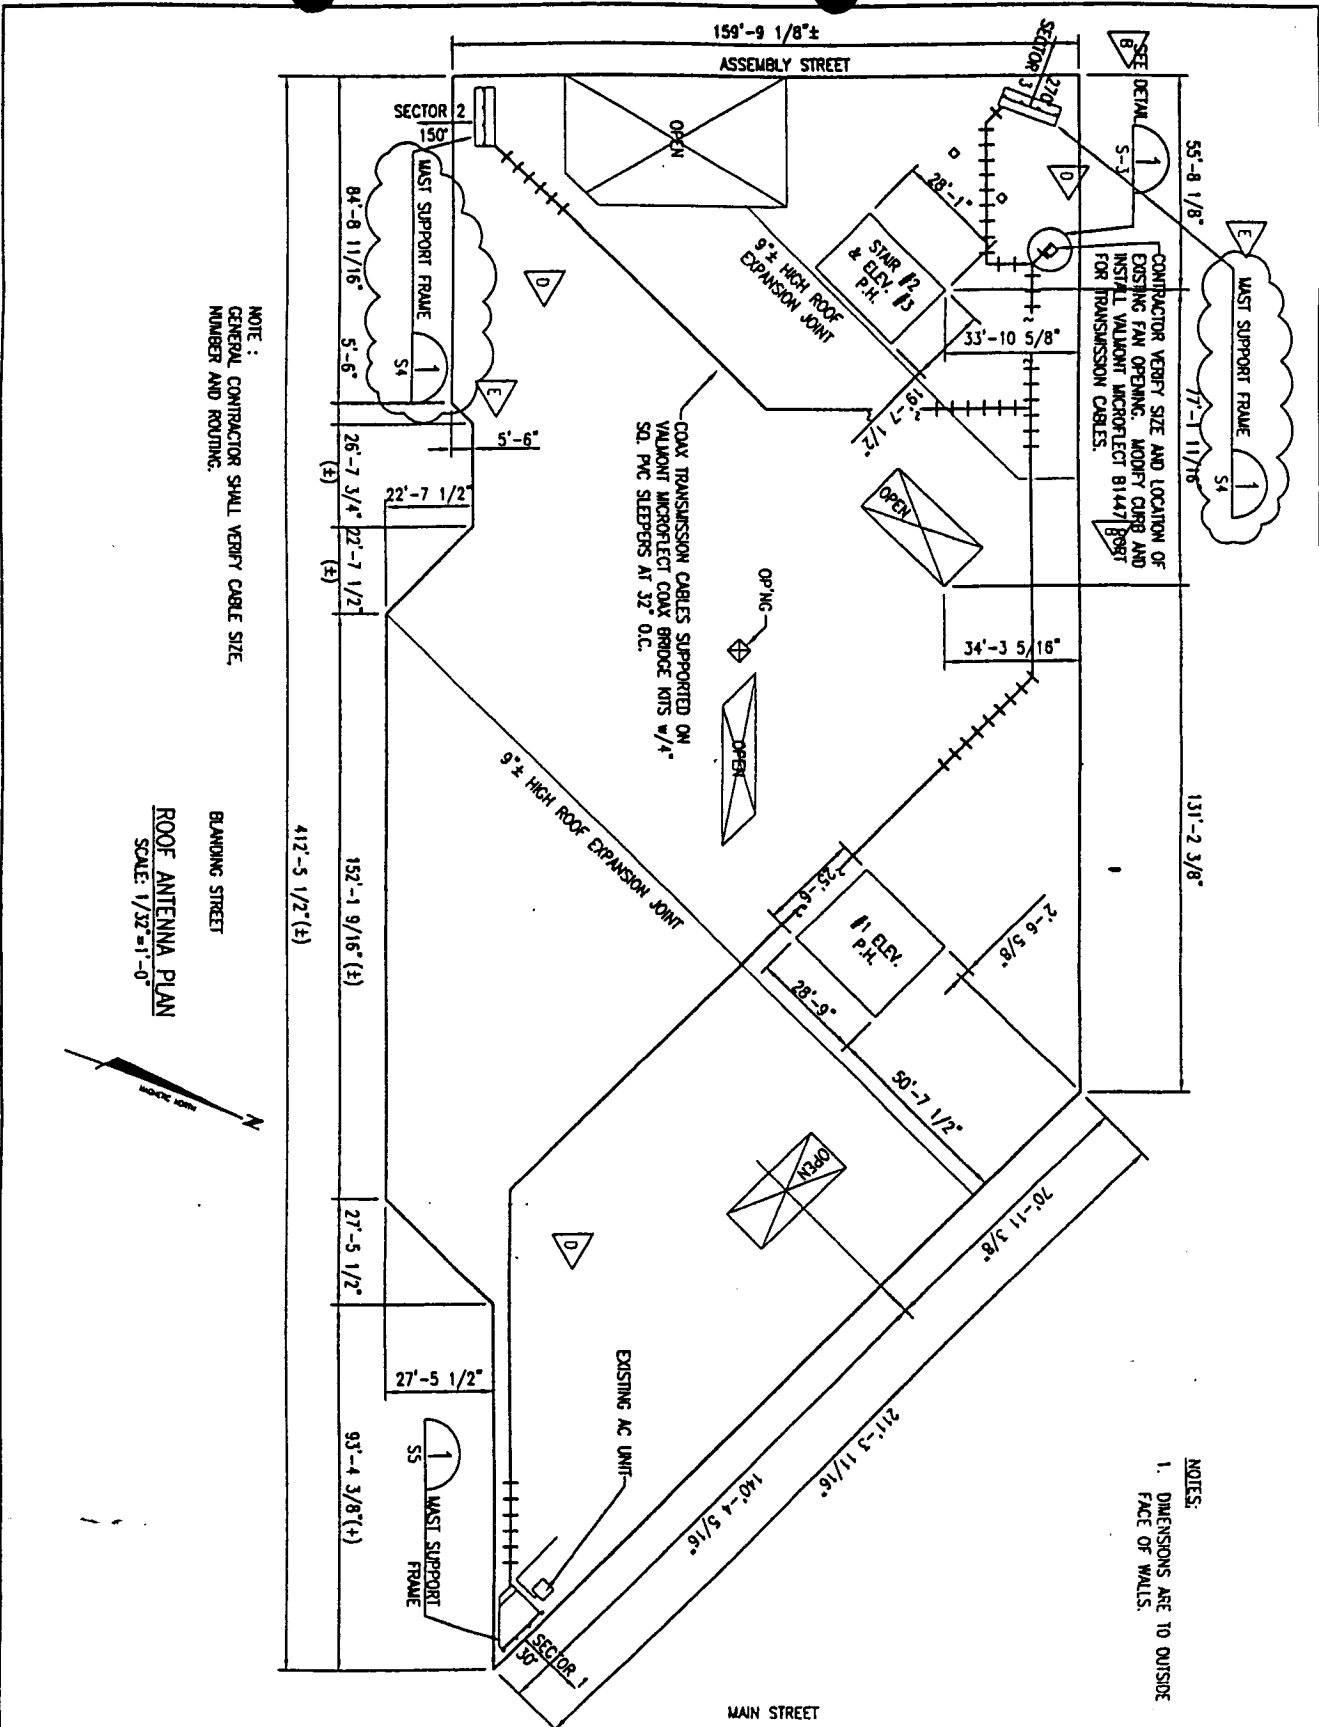 159'-9 1/8"±
ASSEMBLY STREET
SECTOR 3
270°
SEE DETAIL
B
1
S-3
55'-8 1/8"
E
MAST SUPPORT FRAME
1
S4
77'-1 11/16"
CONTRACTOR VERIFY SIZE AND LOCATION OF
EXISTING FAN OPENING. MODIFY CURB AND
INSTALL VALMONT MICROFLECT B1447 PORT
FOR TRANSMISSION CABLES.
B
D
SECTOR 2
150°
MAST SUPPORT FRAME
1
S4
84'-8 11/16"
5'-6"
E
5'-6"
OPEN
28'-1"
STAIR #2
& ELEV. #3
P.H.
9"± HIGH ROOF
EXPANSION JOINT
33'-10 5/8"
19'-7 1/2"
D
OPEN
34'-3 5/16"
131'-2 3/8"
NOTE :
GENERAL CONTRACTOR SHALL VERIFY CABLE SIZE,
NUMBER AND ROUTING.
26'-7 3/4"
(±)
22'-7 1/2"
22'-7 1/2"
(±)
COAX TRANSMISSION CABLES SUPPORTED ON
VALMONT MICROFLECT COAX BRIDGE KITS w/4"
SQ. PVC SLEEPERS AT 32" O.C.
OP'NG
OPEN
9"± HIGH ROOF EXPANSION JOINT
25'-6"
#1 ELEV.
P.H.
2'-6 5/8"
28'-9"
50'-7 1/2"
OPEN
70'-11 3/8"
211'-3 11/16"
140'-4 5/16"
BLANDING STREET
ROOF ANTENNA PLAN
SCALE: 1/32"=1'-0"
412'-5 1/2"(±)
152'-1 9/16"(±)
MAGNETIC NORTH
N
27'-5 1/2"
27'-5 1/2"
D
EXISTING AC UNIT
93'-4 3/8"(+)
1
S5
MAST SUPPORT
FRAME
SECTOR 1
30°
MAIN STREET
NOTES:
1. DIMENSIONS ARE TO OUTSIDE
FACE OF WALLS.